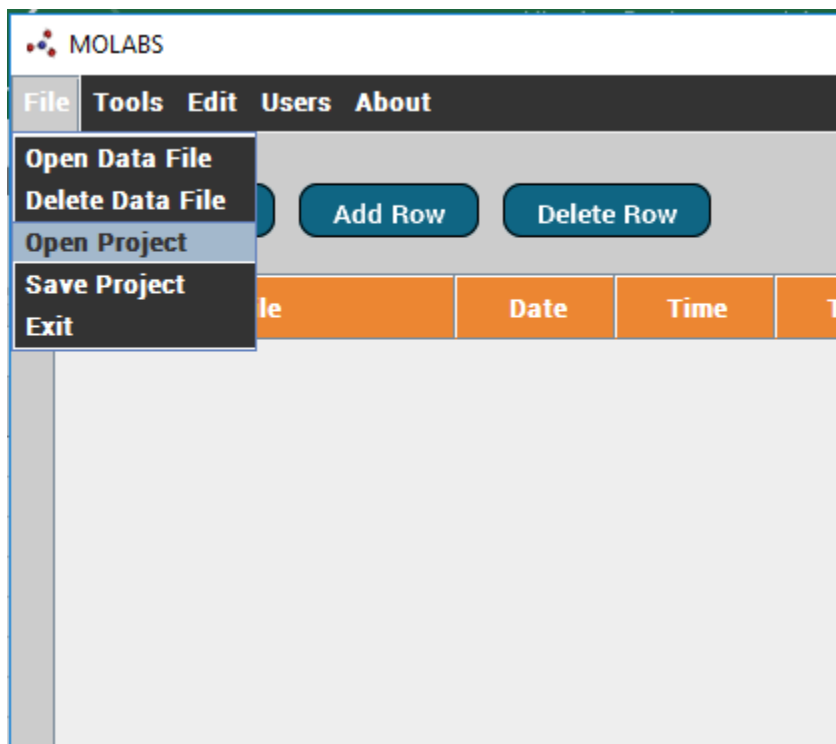 MOLABS
File Tools Edit Users About
Open Data File
Delete Data File
Open Project
Save Project
Exit
Add Row Delete Row
Date Time